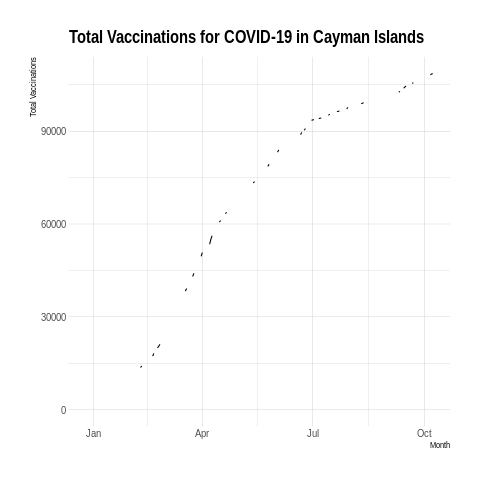 Total Vaccinations for COVID-19 in Cayman Islands
Total Vaccinations
90000
60000
30000
0
Jan Apr Jul Oct
Month